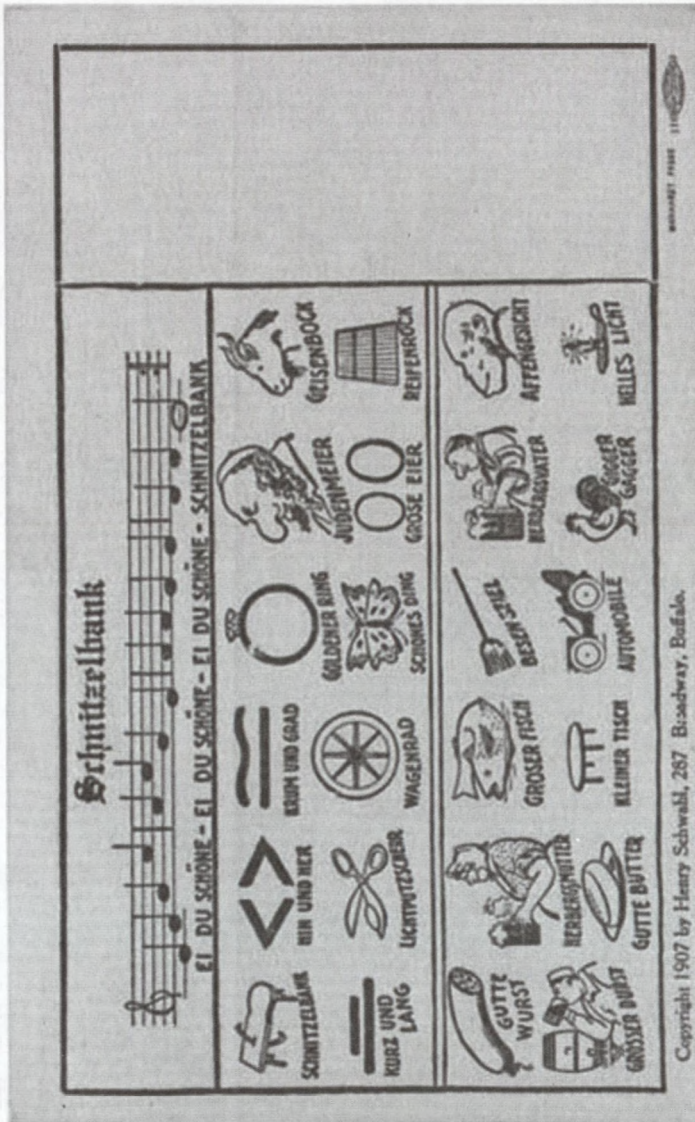 Schnitzelbank
EI DU SCHÖNE - EI DU SCHÖNE - EI DU SCHÖNE - SCHNITZELBANK
SCHNITZELBANK
HIN UND HER
KRUM UND GRAD
GOLDENER RING
JUDENMEIER
GEISENBOCK
KURZ UND
LANG
LICHTPUTZSCHEIR
WAGENRAD
SCHÖNES DING
GROSE EIER
REIFENROCK
GUTTE
WURST
HERBERGSMUTTER
GROSER FISCH
BESEN STIEL
HERBERGSVATER
AFFENGESICHT
GROSSER DURST
GUTTE BUTTER
KLEINER TISCH
AUTOMOBILE
GIGGER
GAGGER
HELLES LICHT
Copyright 1907 by Henry Schwahl, 287 Broadway, Buffalo.